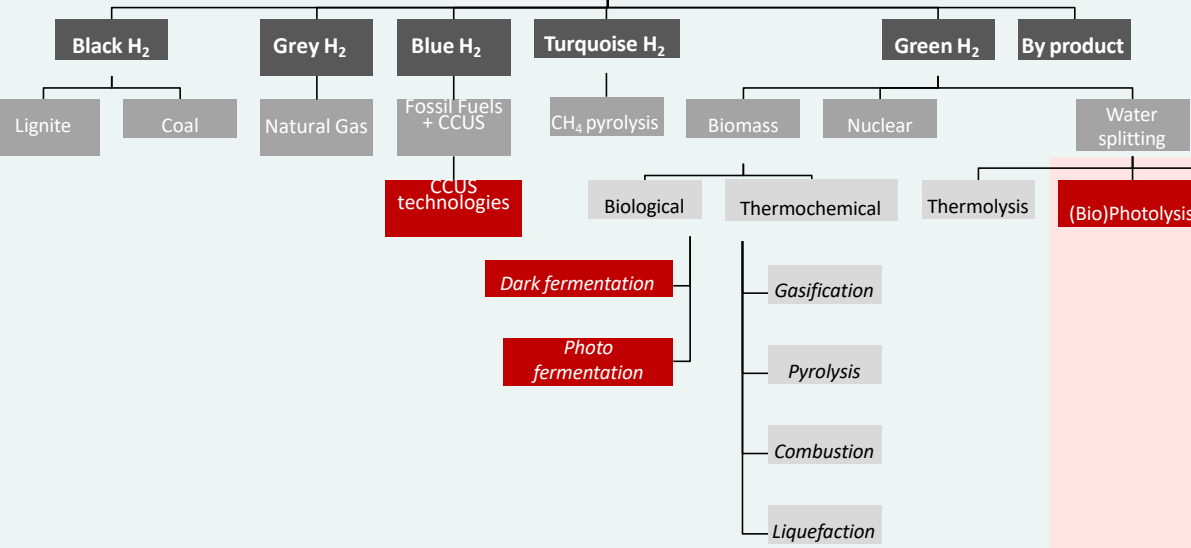 Black H₂
Grey H₂
Blue H₂
Turquoise H₂
Green H₂
By product
Lignite
Coal
Natural Gas
Fossil Fuels
+ CCUS
CH₄ pyrolysis
Biomass
Nuclear
Water
splitting
CCUS
technologies
Biological
Thermochemical
Thermolysis
(Bio)Photolysis
Dark fermentation
Photo
fermentation
Gasification
Pyrolysis
Combustion
Liquefaction